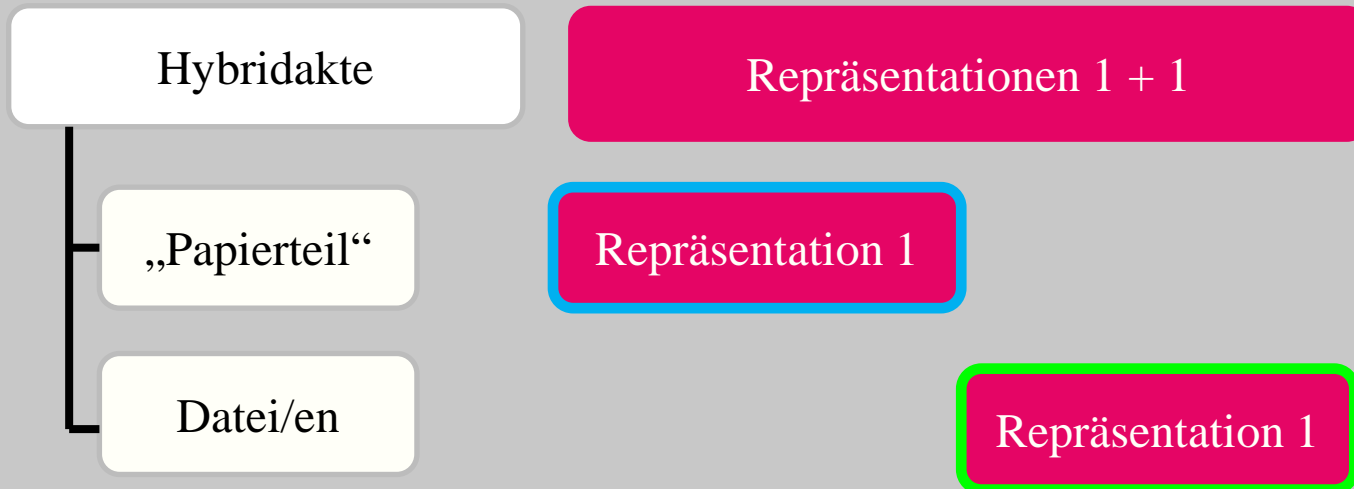 Hybridakte
Repräsentationen 1 + 1
„Papierteil“
Repräsentation 1
Datei/en
Repräsentation 1